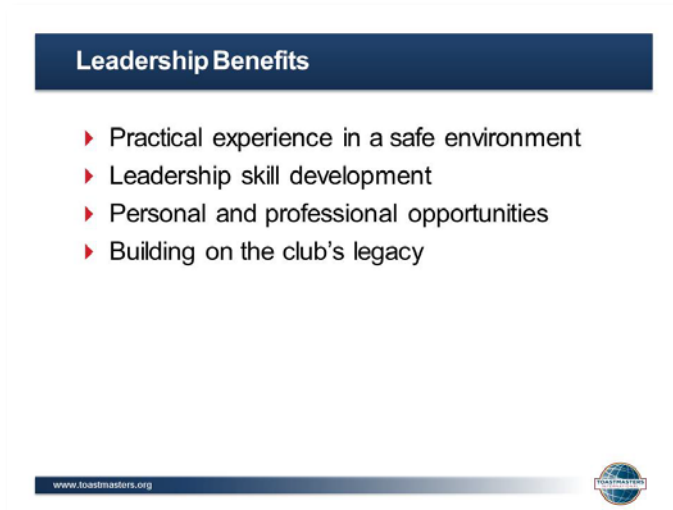 Leadership Benefits
Practical experience in a safe environment
Leadership skill development
Personal and professional opportunities
Building on the club’s legacy
www.toastmasters.org
TOASTMASTERS
INTERNATIONAL